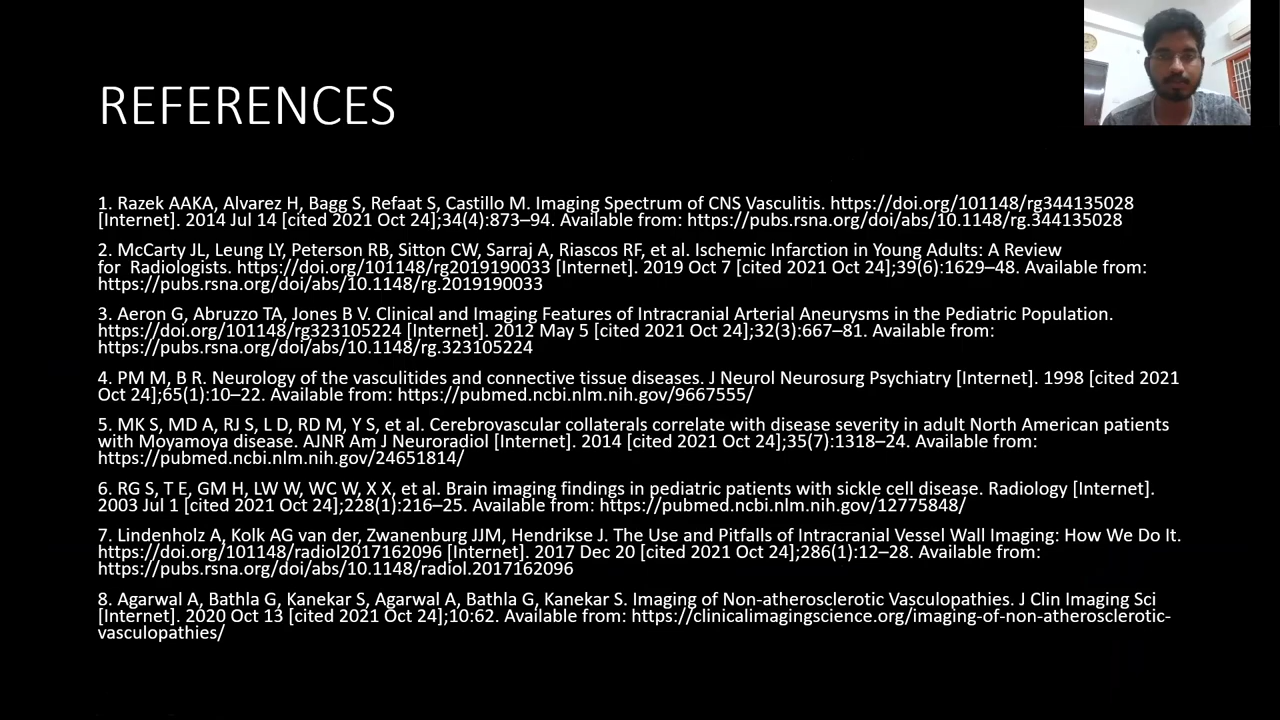 REFERENCES
1. Razek AAKA, Alvarez H, Bagg S, Refaat S, Castillo M. Imaging Spectrum of CNS Vasculitis. https://doi.org/101148/rg344135028
[Internet]. 2014 Jul 14 [cited 2021 Oct 24];34(4):873–94. Available from: https://pubs.rsna.org/doi/abs/10.1148/rg.344135028
2. McCarty JL, Leung LY, Peterson RB, Sitton CW, Sarraj A, Riascos RF, et al. Ischemic Infarction in Young Adults: A Review
for Radiologists. https://doi.org/101148/rg2019190033 [Internet]. 2019 Oct 7 [cited 2021 Oct 24];39(6):1629–48. Available from:
https://pubs.rsna.org/doi/abs/10.1148/rg.2019190033
3. Aeron G, Abruzzo TA, Jones B V. Clinical and Imaging Features of Intracranial Arterial Aneurysms in the Pediatric Population.
https://doi.org/101148/rg323105224 [Internet]. 2012 May 5 [cited 2021 Oct 24];32(3):667–81. Available from:
https://pubs.rsna.org/doi/abs/10.1148/rg.323105224
4. PM M, B R. Neurology of the vasculitides and connective tissue diseases. J Neurol Neurosurg Psychiatry [Internet]. 1998 [cited 2021
Oct 24];65(1):10–22. Available from: https://pubmed.ncbi.nlm.nih.gov/9667555/
5. MK S, MD A, RJ S, L D, RD M, Y S, et al. Cerebrovascular collaterals correlate with disease severity in adult North American patients
with Moyamoya disease. AJNR Am J Neuroradiol [Internet]. 2014 [cited 2021 Oct 24];35(7):1318–24. Available from:
https://pubmed.ncbi.nlm.nih.gov/24651814/
6. RG S, T E, GM H, LW W, WC W, X X, et al. Brain imaging findings in pediatric patients with sickle cell disease. Radiology [Internet].
2003 Jul 1 [cited 2021 Oct 24];228(1):216–25. Available from: https://pubmed.ncbi.nlm.nih.gov/12775848/
7. Lindenholz A, Kolk AG van der, Zwanenburg JJM, Hendrikse J. The Use and Pitfalls of Intracranial Vessel Wall Imaging: How We Do It.
https://doi.org/101148/radiol2017162096 [Internet]. 2017 Dec 20 [cited 2021 Oct 24];286(1):12–28. Available from:
https://pubs.rsna.org/doi/abs/10.1148/radiol.2017162096
8. Agarwal A, Bathla G, Kanekar S, Agarwal A, Bathla G, Kanekar S. Imaging of Non-atherosclerotic Vasculopathies. J Clin Imaging Sci
[Internet]. 2020 Oct 13 [cited 2021 Oct 24];10:62. Available from: https://clinicalimagingscience.org/imaging-of-non-atherosclerotic-
vasculopathies/